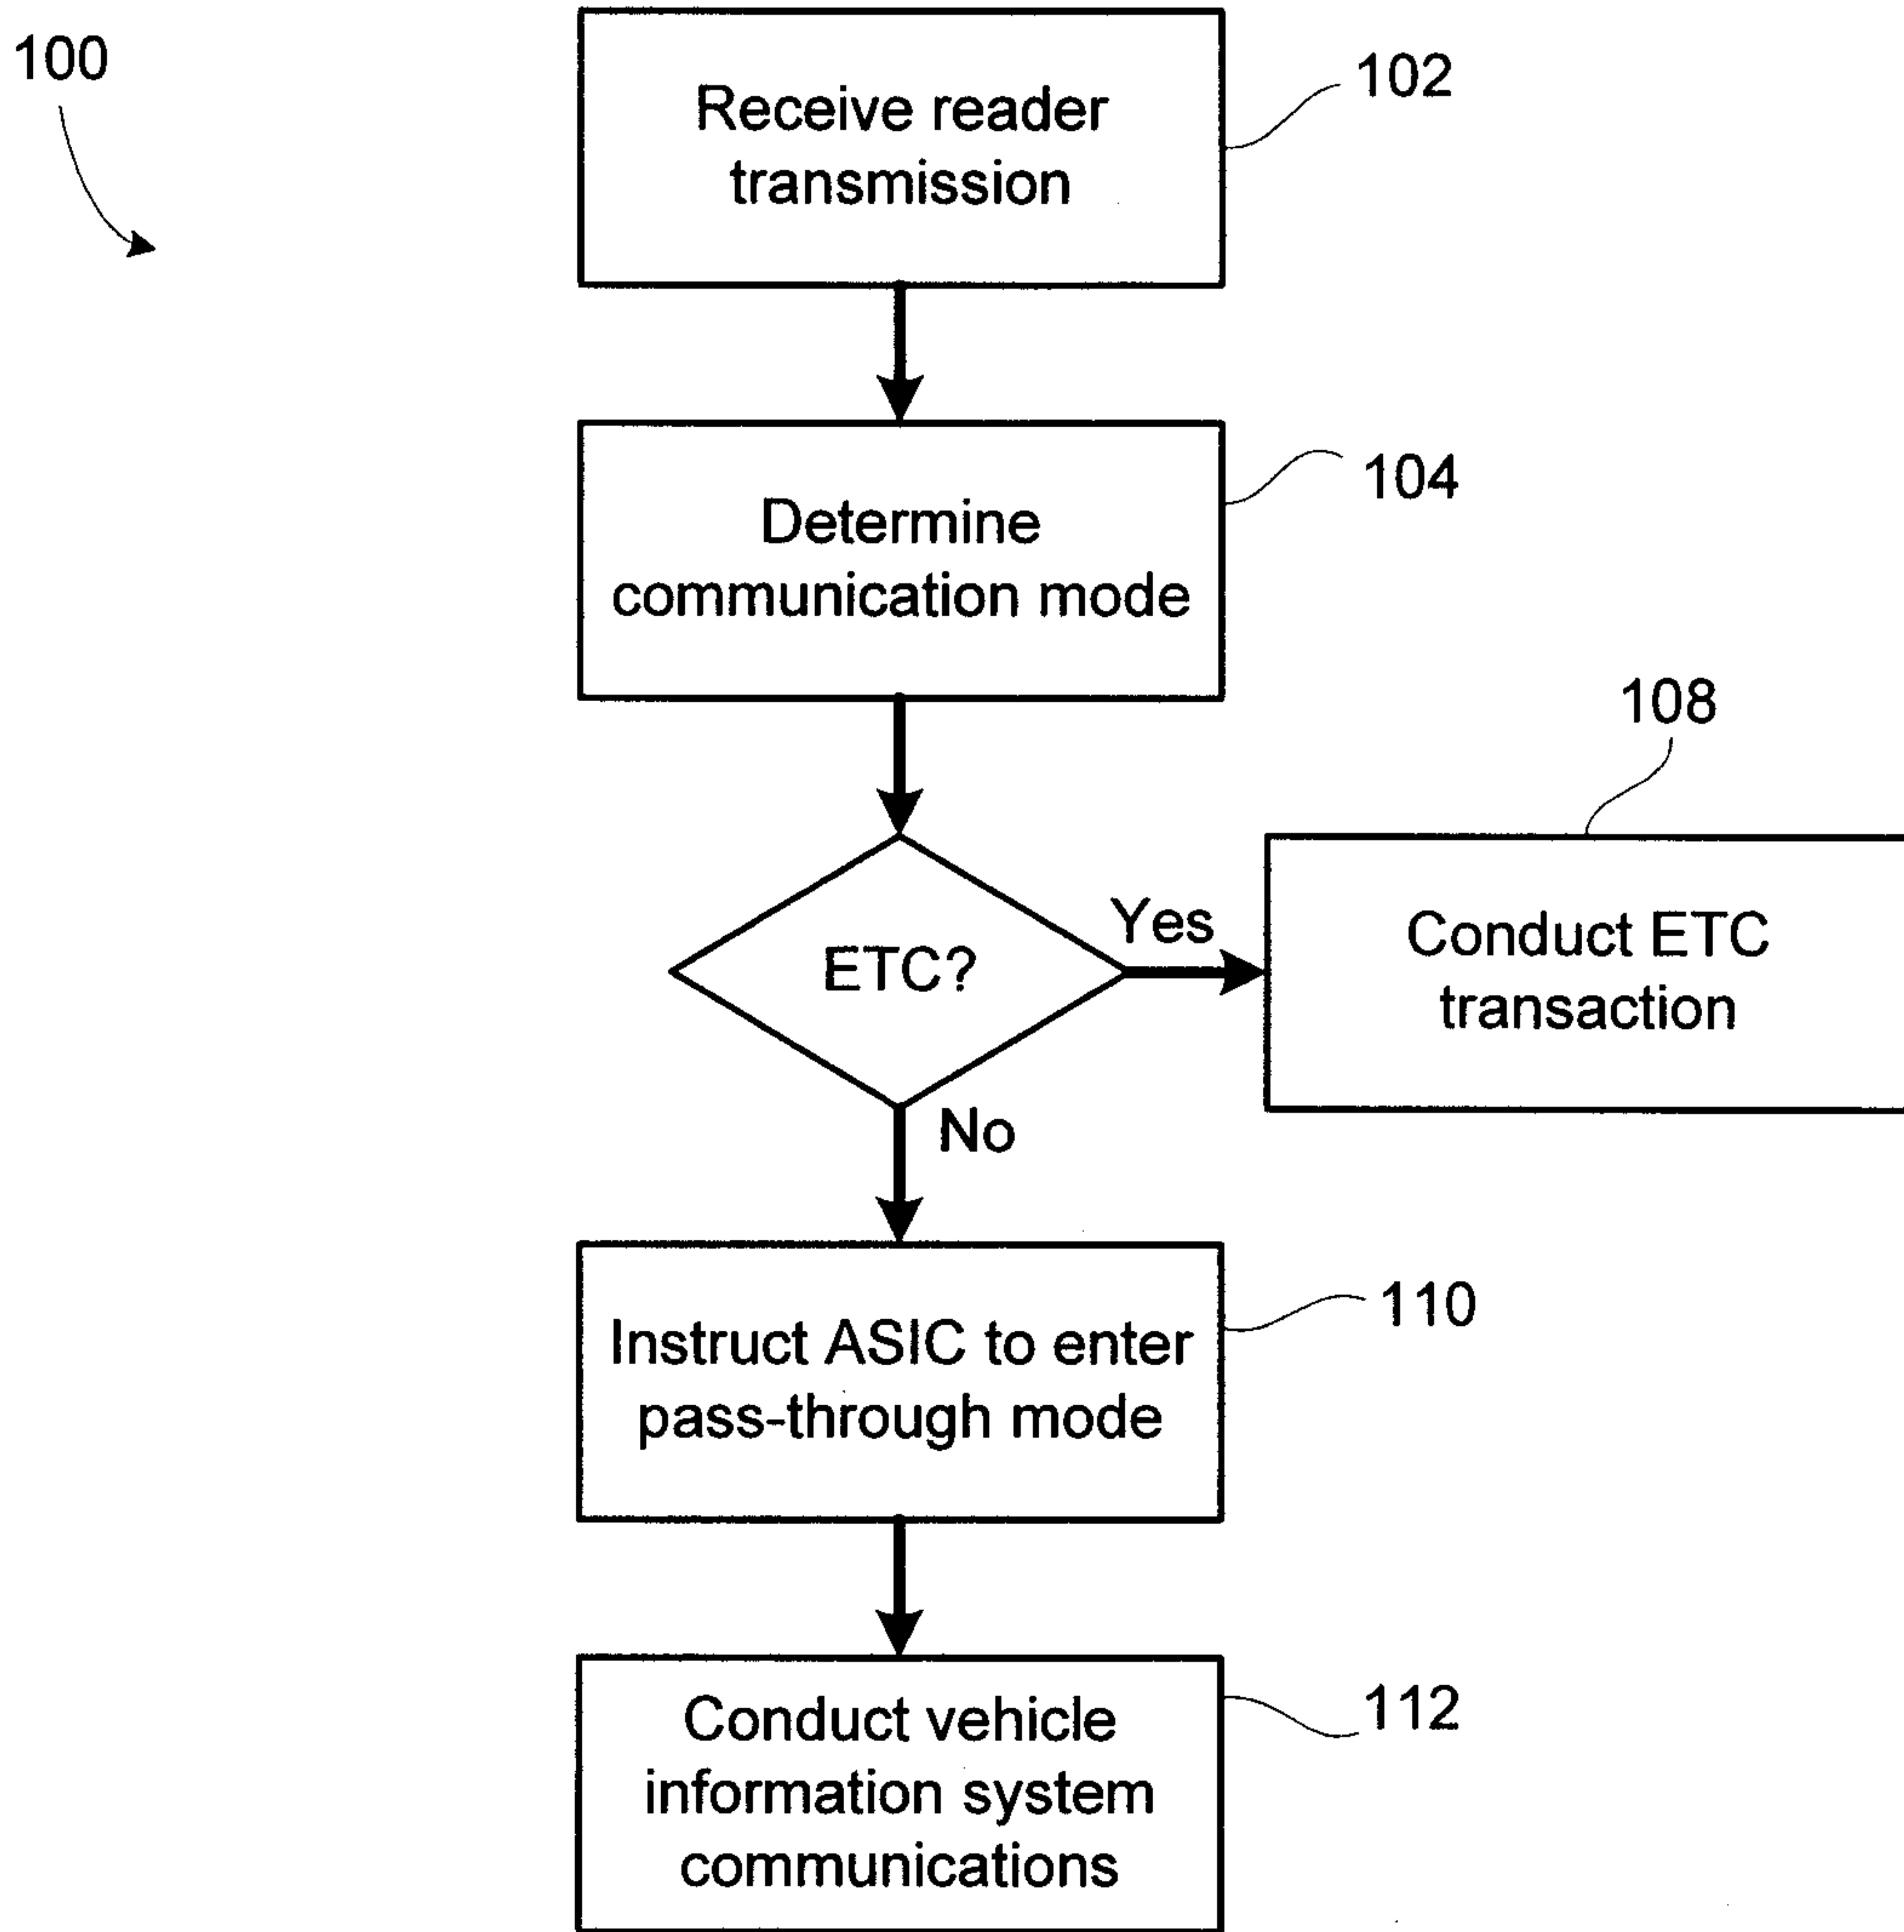 100
Receive reader
transmission
102
Determine
communication mode
104
ETC?
Yes
108
Conduct ETC
transaction
No
Instruct ASIC to enter
pass-through mode
110
Conduct vehicle
information system
communications
112